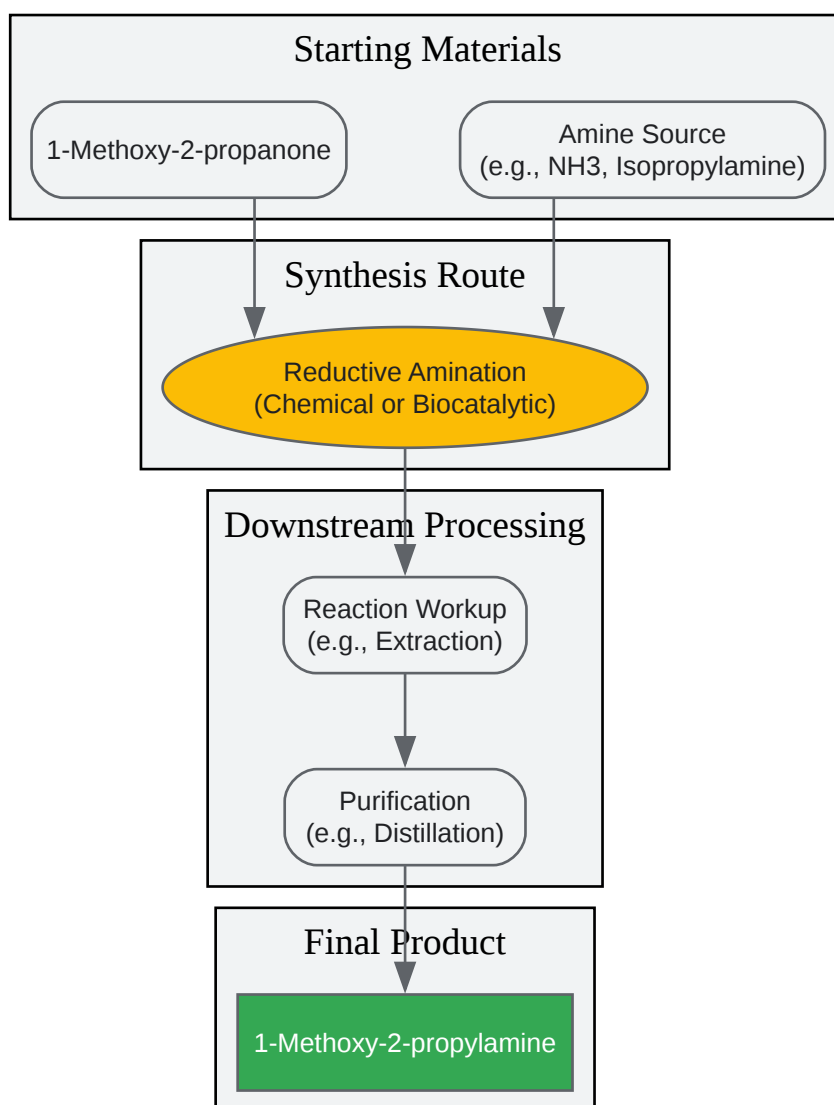 Starting Materials
1-Methoxy-2-propanone
Amine Source
(e.g., NH3, Isopropylamine)
Synthesis Route
Reductive Amination
(Chemical or Biocatalytic)
Downstream Processing
Reaction Workup
(e.g., Extraction)
Purification
(e.g., Distillation)
Final Product
1-Methoxy-2-propylamine